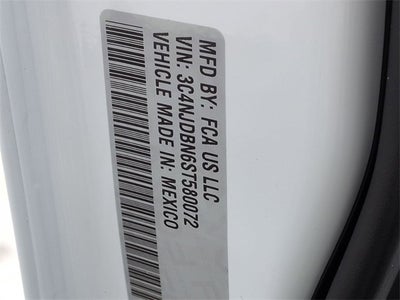 MFD BY: FCA US LLC
VIN: 3C4NJDBN6ST580072
VEHICLE MADE IN: MEXICO